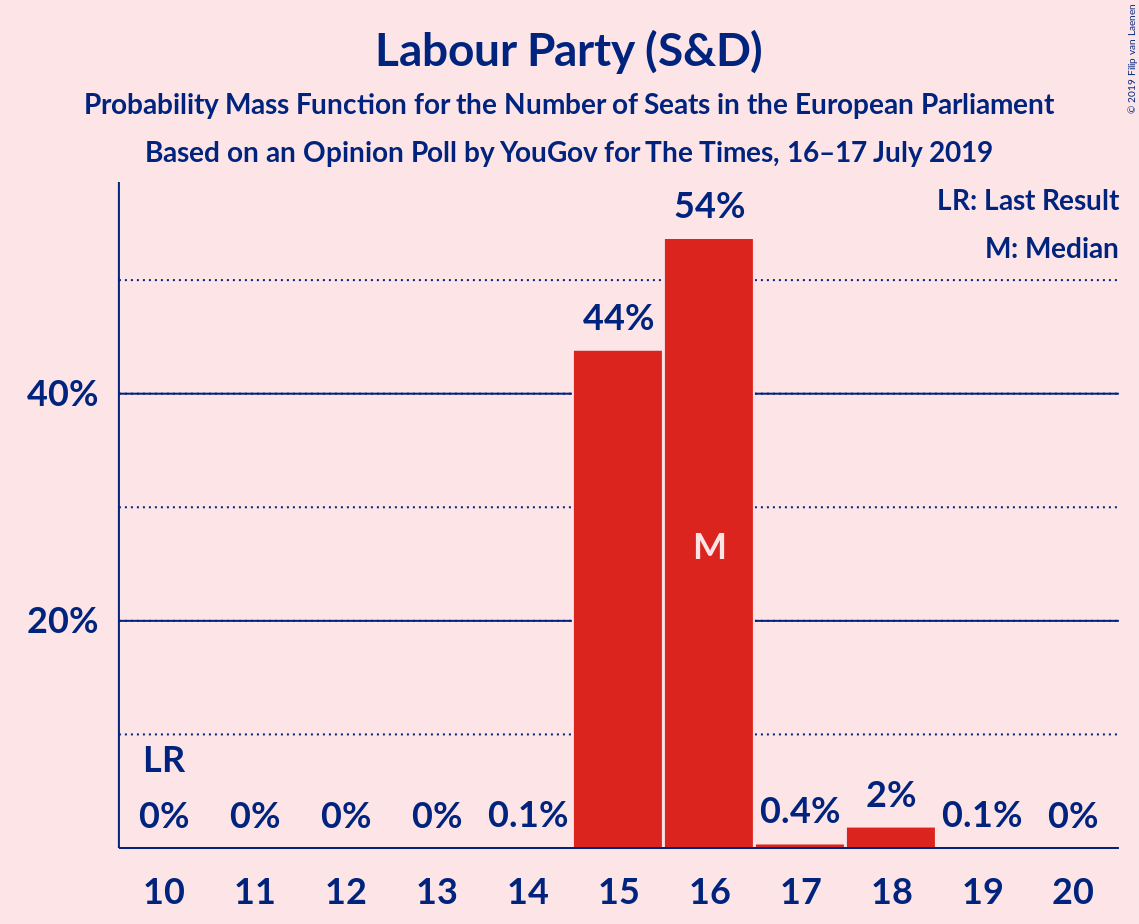 Labour Party (S&D)
Probability Mass Function for the Number of Seats in the European Parliament
Based on an Opinion Poll by YouGov for The Times, 16–17 July 2019
© 2019 Filip van Laenen
LR: Last Result
M: Median
54%
44%
40%
M
20%
LR
0% 0% 0% 0% 0.1% 0.4% 2% 0.1% 0%
10 11 12 13 14 15 16 17 18 19 20